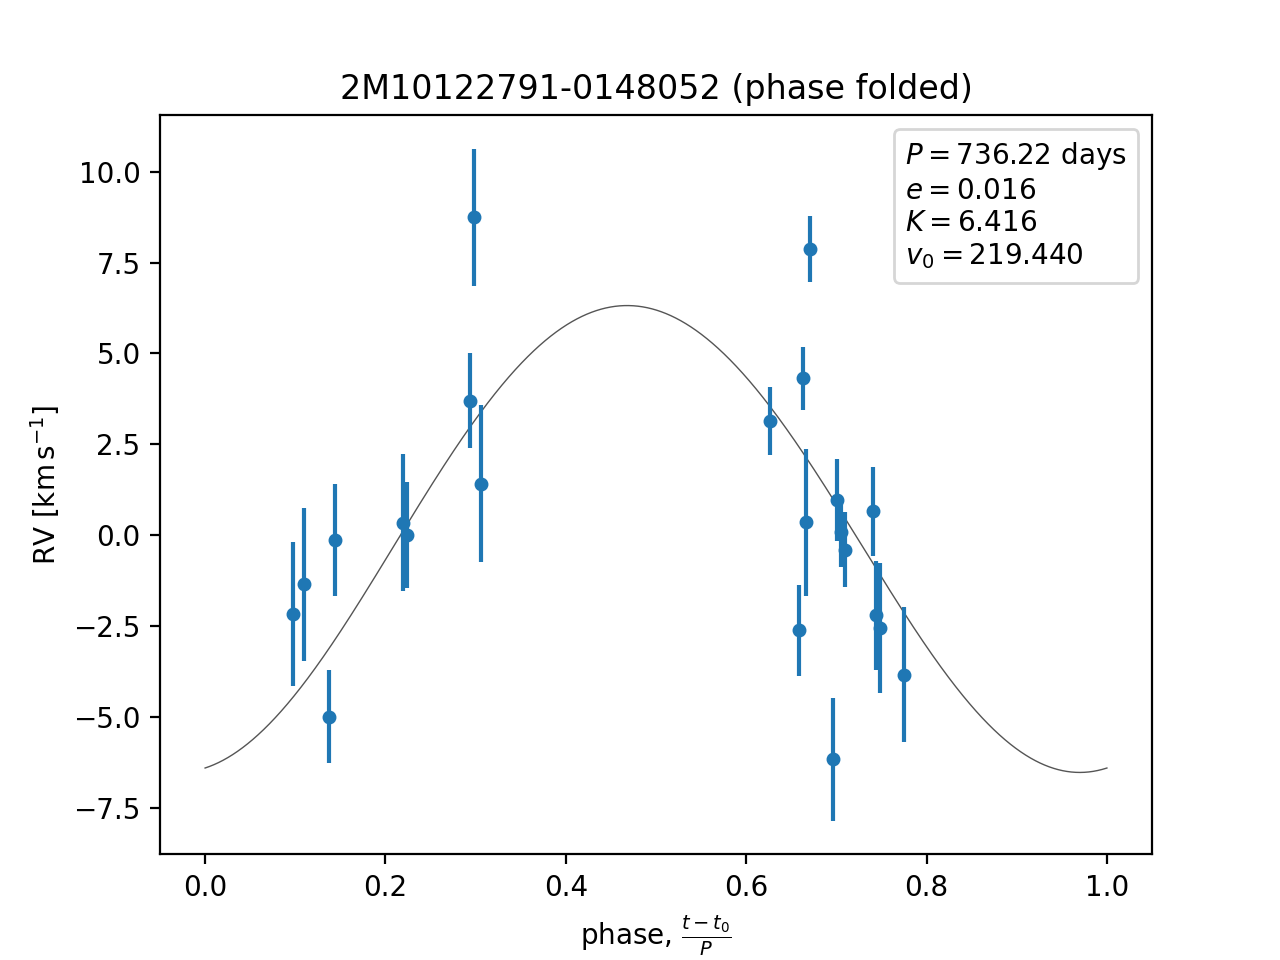 2M10122791-0148052 (phase folded)
P = 736.22 days
e = 0.016
K = 6.416
v₀ = 219.440
10.0
7.5
5.0
2.5
0.0
−2.5
−5.0
−7.5
RV [km s⁻¹]
0.0 0.2 0.4 0.6 0.8 1.0
phase, (t − t₀)/P